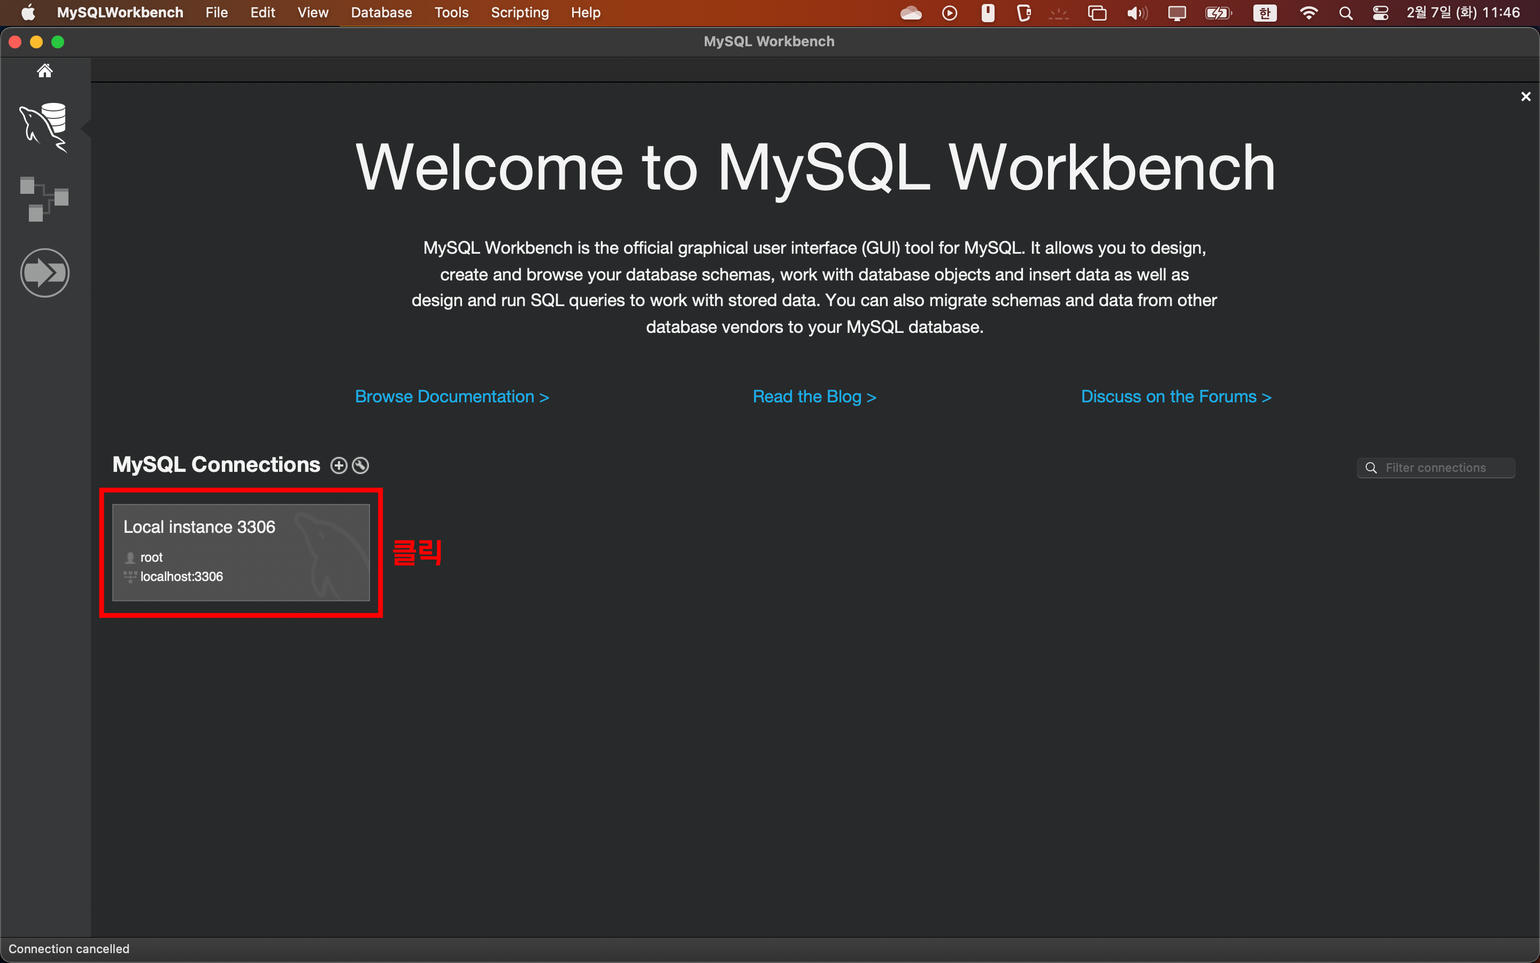 MySQLWorkbench File Edit View Database Tools Scripting Help 한 2월 7일 (화) 11:46
MySQL Workbench
Welcome to MySQL Workbench
MySQL Workbench is the official graphical user interface (GUI) tool for MySQL. It allows you to design,
create and browse your database schemas, work with database objects and insert data as well as
design and run SQL queries to work with stored data. You can also migrate schemas and data from other
database vendors to your MySQL database.
Browse Documentation > Read the Blog > Discuss on the Forums >
MySQL Connections
Filter connections
Local instance 3306
root
localhost:3306
클릭
Connection cancelled